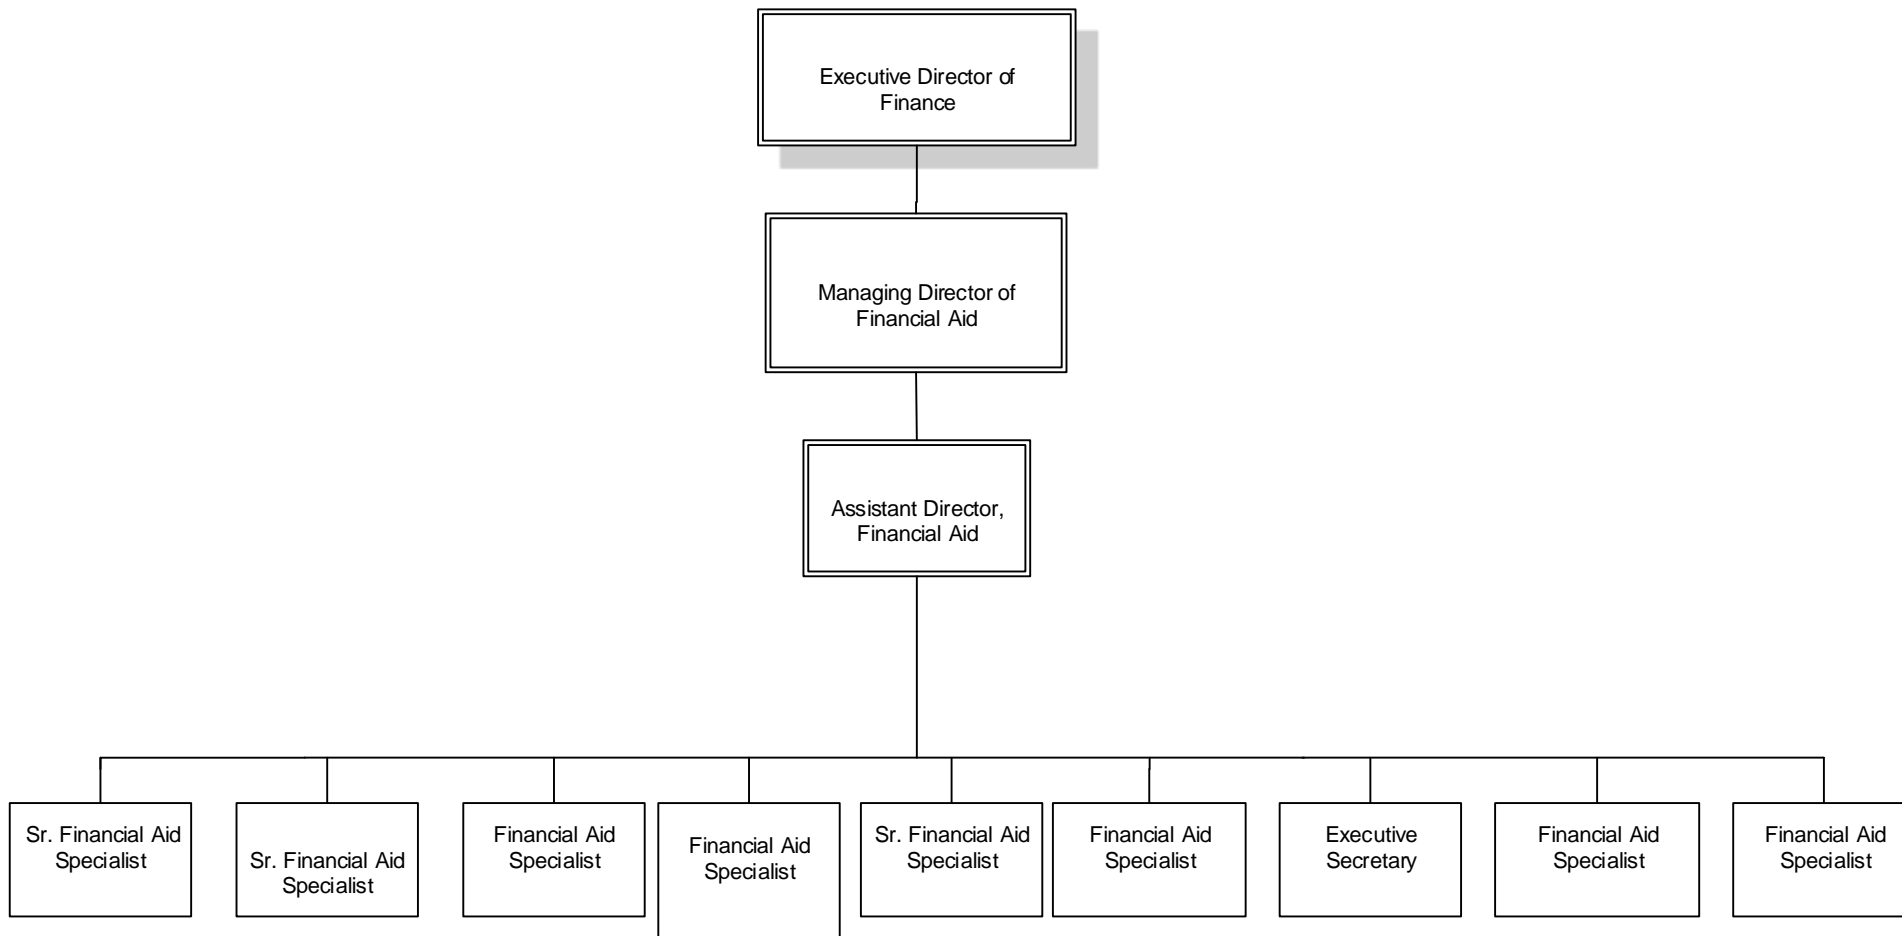 Executive Director of
Finance
Managing Director of
Financial Aid
Assistant Director,
Financial Aid
Sr. Financial Aid
Specialist
Sr. Financial Aid
Specialist
Financial Aid
Specialist
Financial Aid
Specialist
Sr. Financial Aid
Specialist
Financial Aid
Specialist
Executive
Secretary
Financial Aid
Specialist
Financial Aid
Specialist